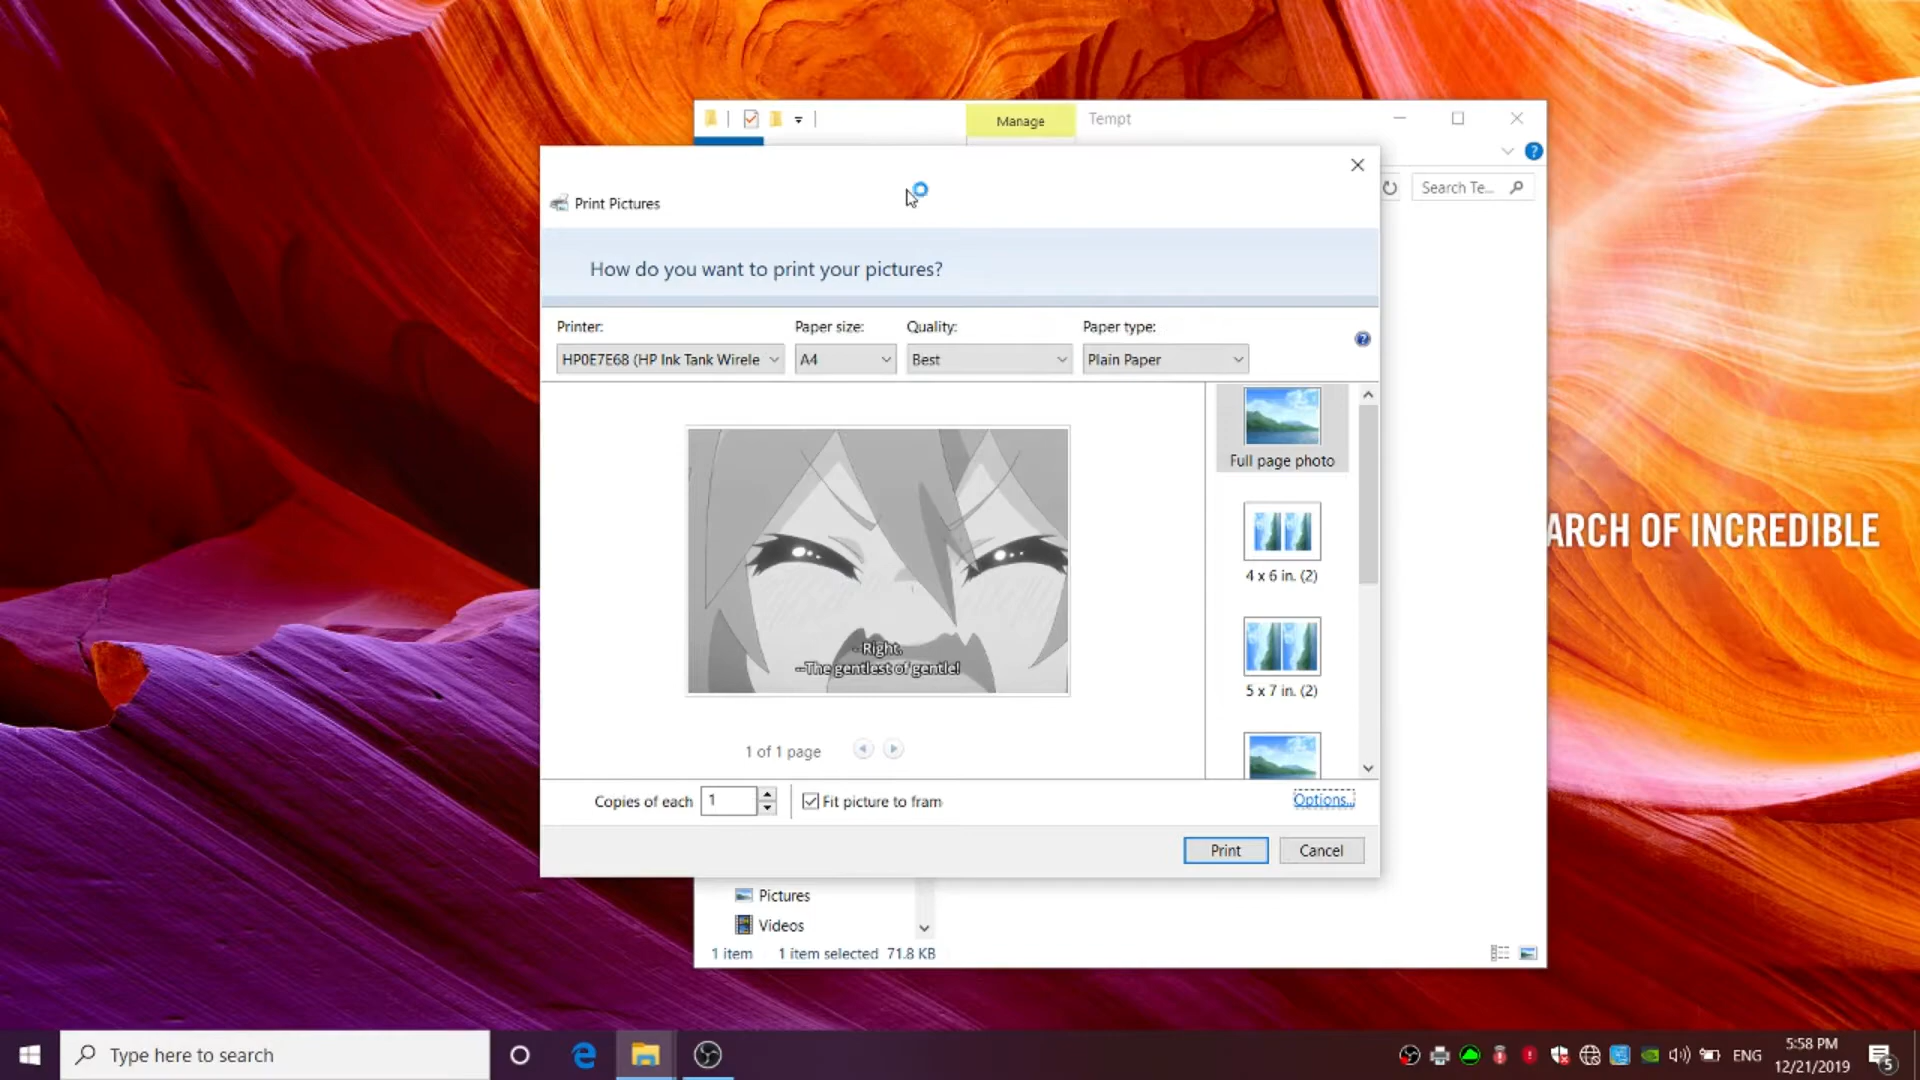 Manage
Tempt
Search Te...
Print Pictures
How do you want to print your pictures?
Printer:
Paper size:
Quality:
Paper type:
HP0E7E68 (HP Ink Tank Wirele
A4
Best
Plain Paper
--Right.
--The gentlest of gentle!
Full page photo
4 x 6 in. (2)
5 x 7 in. (2)
1 of 1 page
Copies of each
1
Fit picture to fram
Options...
Print
Cancel
ARCH OF INCREDIBLE
Pictures
Videos
1 item
1 item selected 71.8 KB
Type here to search
ENG
5:58 PM
12/21/2019
5